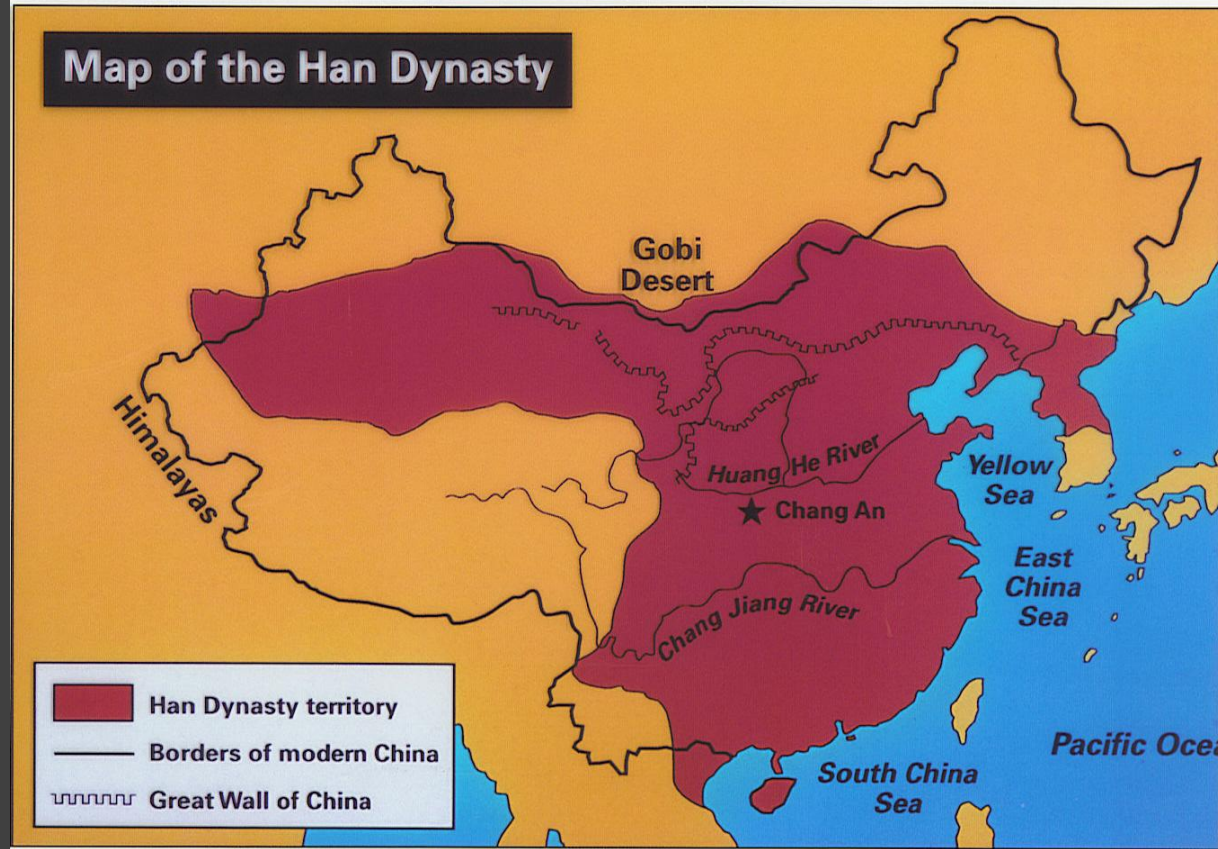 Map of the Han Dynasty
Gobi
Desert
Himalayas
Huang He River
Yellow
Sea
Chang An
East
China
Sea
Chang Jiang River
Han Dynasty territory
Borders of modern China
Great Wall of China
Pacific Ocea
South China
Sea